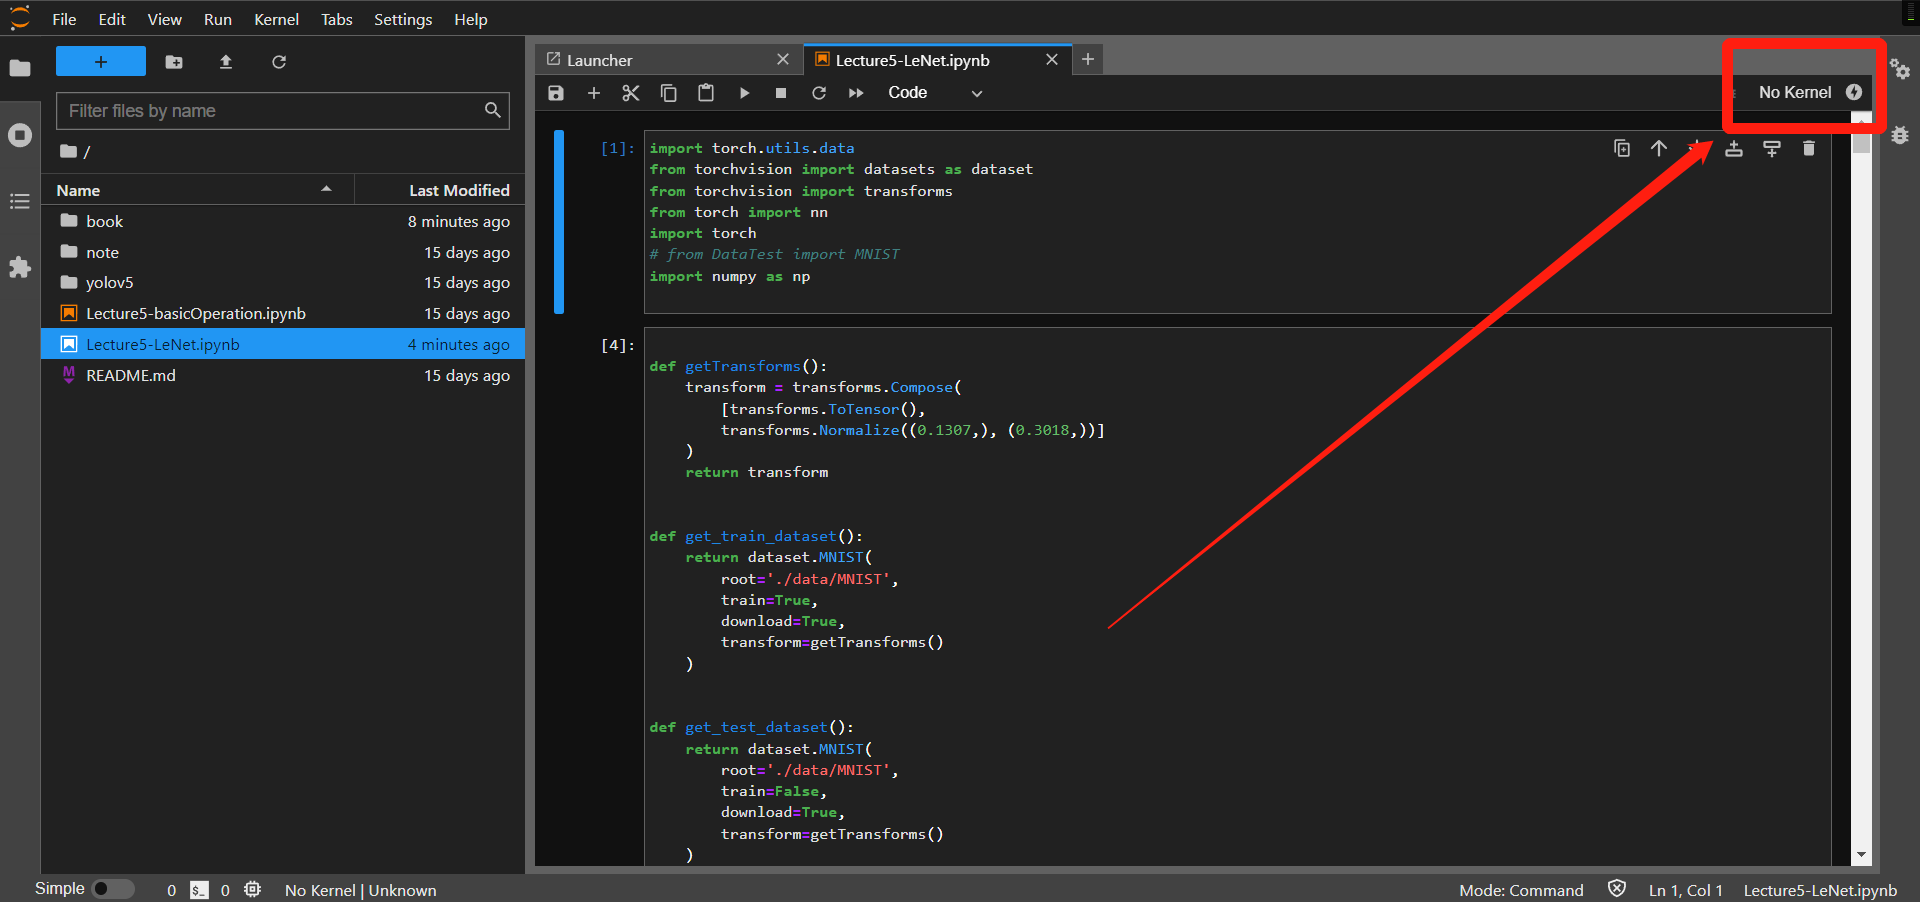 File Edit View Run Kernel Tabs Settings Help
Filter files by name
/
Name Last Modified
book 8 minutes ago
note 15 days ago
yolov5 15 days ago
Lecture5-basicOperation.ipynb 15 days ago
Lecture5-LeNet.ipynb 4 minutes ago
README.md 15 days ago
Launcher
Lecture5-LeNet.ipynb
Code
No Kernel
[1]:
import torch.utils.data
from torchvision import datasets as dataset
from torchvision import transforms
from torch import nn
import torch
# from DataTest import MNIST
import numpy as np
[4]:
def getTransforms():
    transform = transforms.Compose(
        [transforms.ToTensor(),
        transforms.Normalize((0.1307,), (0.3018,))]
    )
    return transform
def get_train_dataset():
    return dataset.MNIST(
        root='./data/MNIST',
        train=True,
        download=True,
        transform=getTransforms()
    )
def get_test_dataset():
    return dataset.MNIST(
        root='./data/MNIST',
        train=False,
        download=True,
        transform=getTransforms()
    )
Simple 0 $_ 0 No Kernel | Unknown Mode: Command Ln 1, Col 1 Lecture5-LeNet.ipynb